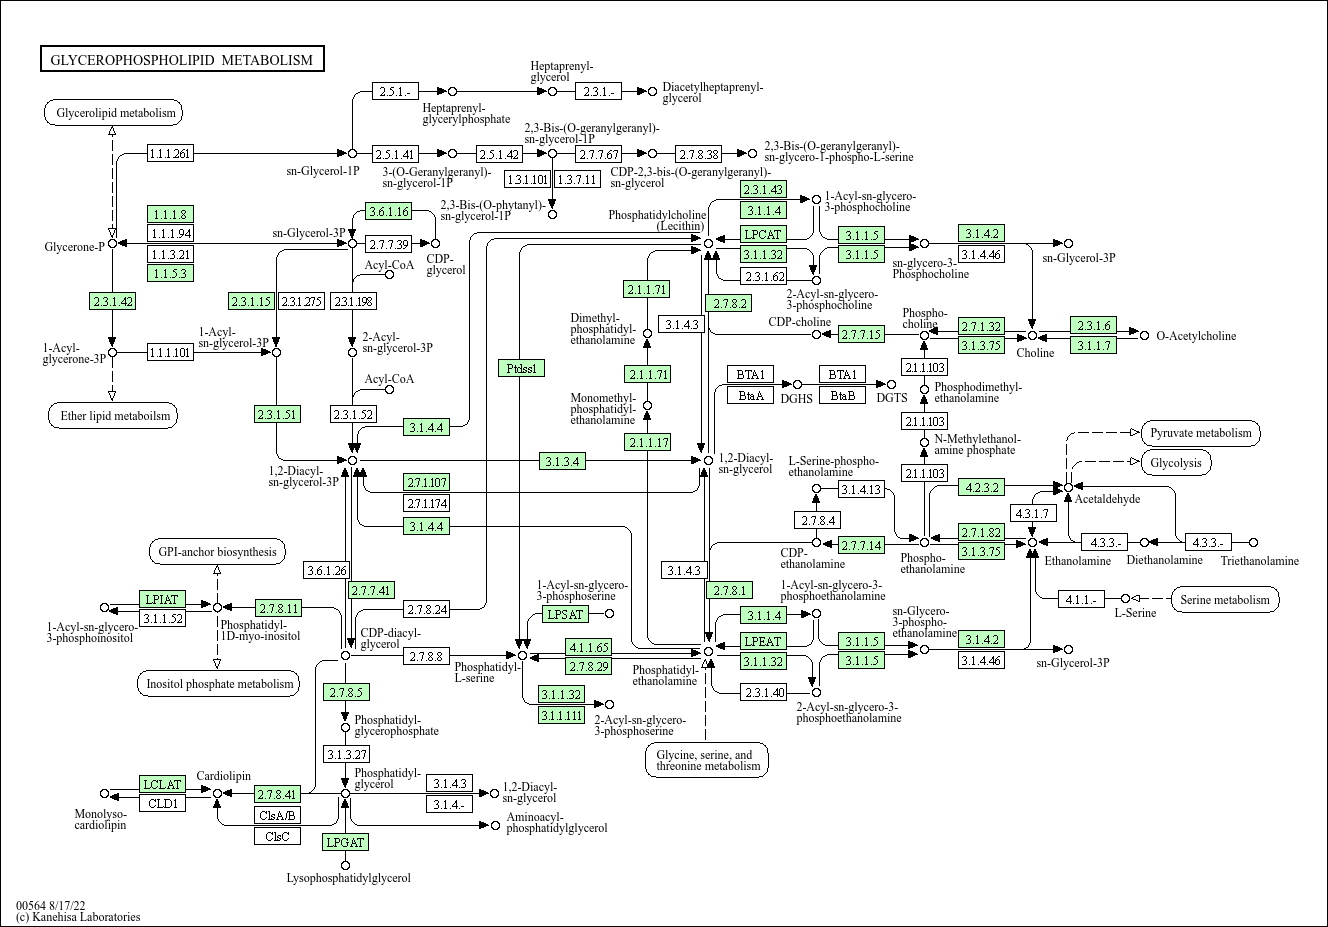 GLYCEROPHOSPHOLIPID METABOLISM
Heptaprenyl-
glycerol
2.5.1.-
2.3.1.-
Diacetylheptaprenyl-
glycerol
Heptaprenyl-
glycerylphosphate
Glycerolipid metabolism
2,3-Bis-(O-geranylgeranyl)-
sn-glycerol-1P
1.1.1.261
2.5.1.41
2.5.1.42
2.7.7.67
2.7.8.38
2,3-Bis-(O-geranylgeranyl)-
sn-glycero-1-phospho-L-serine
sn-Glycerol-1P
3-(O-Geranylgeranyl)-
sn-glycerol-1P
1.3.1.101
1.3.7.11
CDP-2,3-bis-(O-geranylgeranyl)-
sn-glycerol
2,3-Bis-(O-phytanyl)-
sn-glycerol-1P
1.1.1.8
1.1.1.94
1.1.3.21
1.1.5.3
Glycerone-P
sn-Glycerol-3P
3.6.1.16
2.7.7.39
CDP-
glycerol
Acyl-CoA
Phosphatidylcholine
(Lecithin)
2.3.1.43
3.1.1.4
LPCAT
3.1.1.32
2.3.1.62
1-Acyl-sn-glycero-
3-phosphocholine
3.1.1.5
3.1.1.5
sn-glycero-3-
Phosphocholine
3.1.4.2
3.1.4.46
sn-Glycerol-3P
2-Acyl-sn-glycero-
3-phosphocholine
2.3.1.42
2.3.1.15
2.3.1.275
2.3.1.198
2.1.1.71
2.7.8.2
3.1.4.3
Dimethyl-
phosphatidyl-
ethanolamine
CDP-choline
2.7.7.15
Phospho-
choline
2.7.1.32
3.1.3.75
Choline
2.3.1.6
3.1.1.7
O-Acetylcholine
1-Acyl-
glycerone-3P
1.1.1.101
1-Acyl-
sn-glycerol-3P
2-Acyl-
sn-glycerol-3P
Acyl-CoA
Ptdss1
2.1.1.71
BTA1
BtaA
DGHS
BTA1
BtaB
DGTS
2.1.1.103
Phosphodimethyl-
ethanolamine
Ether lipid metaboilsm
2.3.1.51
2.3.1.52
3.1.4.4
Monomethyl-
phosphatidyl-
ethanolamine
2.1.1.17
2.1.1.103
N-Methylethanol-
amine phosphate
Pyruvate metabolism
Glycolysis
1,2-Diacyl-
sn-glycerol-3P
3.1.3.4
1,2-Diacyl-
sn-glycerol
2.7.1.107
2.7.1.174
3.1.4.4
L-Serine-phospho-
ethanolamine
3.1.4.13
2.1.1.103
4.2.3.2
Acetaldehyde
4.3.1.7
2.7.8.4
CDP-
ethanolamine
2.7.7.14
Phospho-
ethanolamine
2.7.1.82
3.1.3.75
Ethanolamine
4.3.3.-
Diethanolamine
4.3.3.-
Triethanolamine
GPI-anchor biosynthesis
3.6.1.26
2.7.7.41
3.1.4.3
2.7.8.1
4.1.1.-
L-Serine
Serine metabolism
LPIAT
3.1.1.52
1-Acyl-sn-glycero-
3-phosphoinositol
2.7.8.11
Phosphatidyl-
1D-myo-inositol
2.7.8.24
CDP-diacyl-
glycerol
2.7.8.8
Phosphatidyl-
L-serine
1-Acyl-sn-glycero-
3-phosphoserine
LPSAT
4.1.1.65
2.7.8.29
Phosphatidyl-
ethanolamine
1-Acyl-sn-glycero-3-
phosphoethanolamine
3.1.1.4
LPEAT
3.1.1.32
2.3.1.40
3.1.1.5
3.1.1.5
sn-Glycero-
3-phospho-
ethanolamine
3.1.4.2
3.1.4.46
sn-Glycerol-3P
2-Acyl-sn-glycero-3-
phosphoethanolamine
Inositol phosphate metabolism
2.7.8.5
3.1.1.32
3.1.1.111
2-Acyl-sn-glycero-
3-phosphoserine
Phosphatidyl-
glycerophosphate
3.1.3.27
Glycine, serine, and
threonine metabolism
LCLAT
CLD1
Monolyso-
cardiolipin
Cardiolipin
2.7.8.41
ClsA/B
ClsC
Phosphatidyl-
glycerol
3.1.4.3
3.1.4.-
1,2-Diacyl-
sn-glycerol
Aminoacyl-
phosphatidylglycerol
LPGAT
Lysophosphatidylglycerol
00564 8/17/22
(c) Kanehisa Laboratories